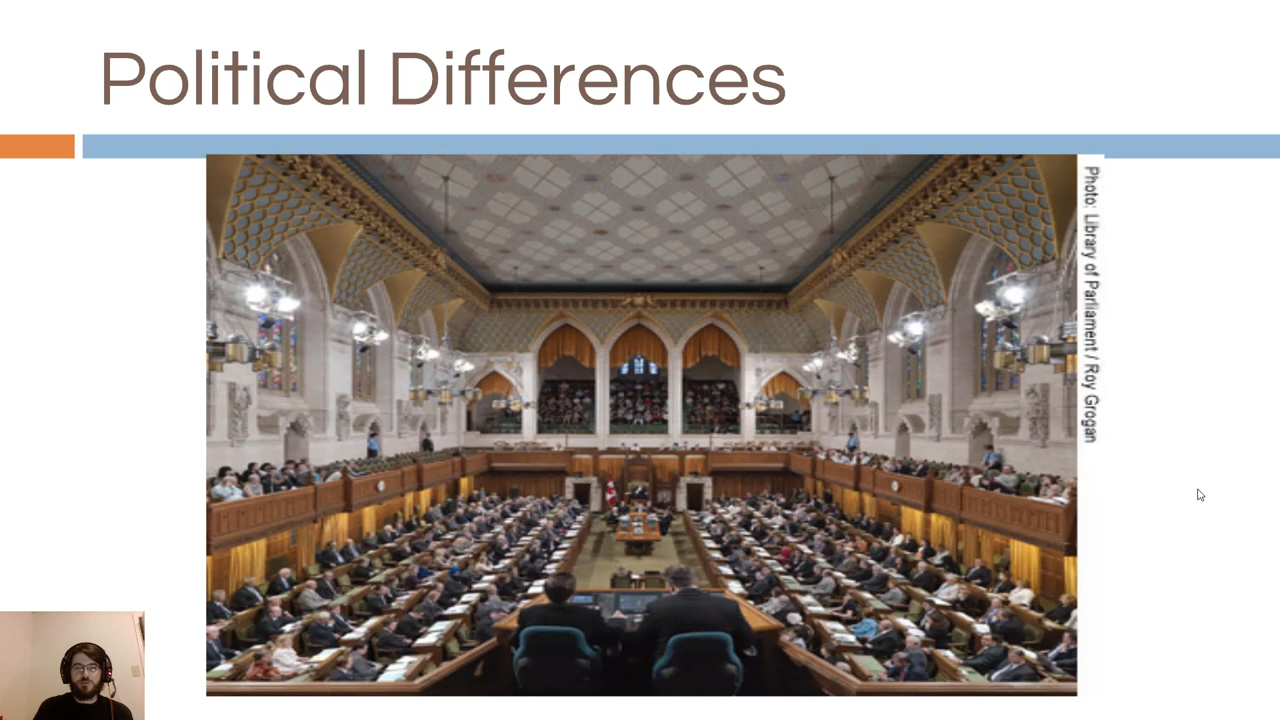 Political Differences
Photo: Library of Parliament / Roy Grogan